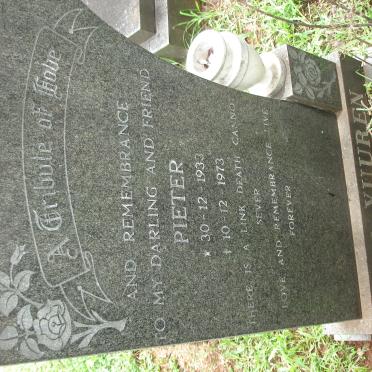 A Tribute of Love
AND REMEMBRANCE
TO MY DARLING AND FRIEND
PIETER
* 30-12-1933
† 10-12-1973
THERE IS A LINK DEATH CANNOT
SEVER
LOVE AND REMEMBRANCE LIVE
FOREVER
VUUREN